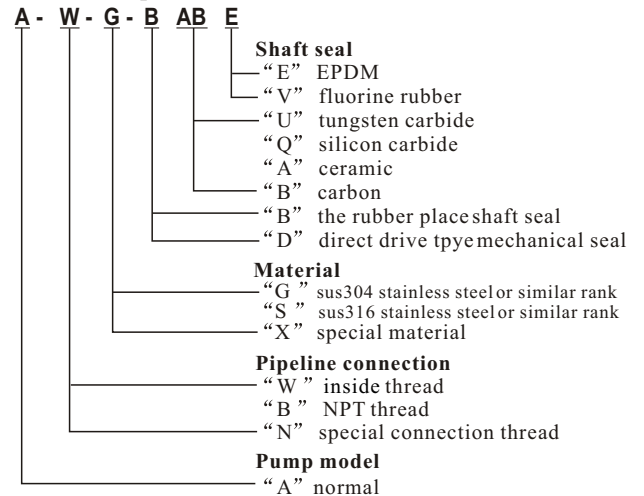 A - W - G - B AB E
Shaft seal
“E” EPDM
“V” fluorine rubber
“U” tungsten carbide
“Q” silicon carbide
“A” ceramic
“B” carbon
“B” the rubber place shaft seal
“D” direct drive tpye mechanical seal
Material
“G ” sus304 stainless steel or similar rank
“S ” sus316 stainless steel or similar rank
“X” special material
Pipeline connection
“W ” inside thread
“B ” NPT thread
“N” special connection thread
Pump model
“A” normal